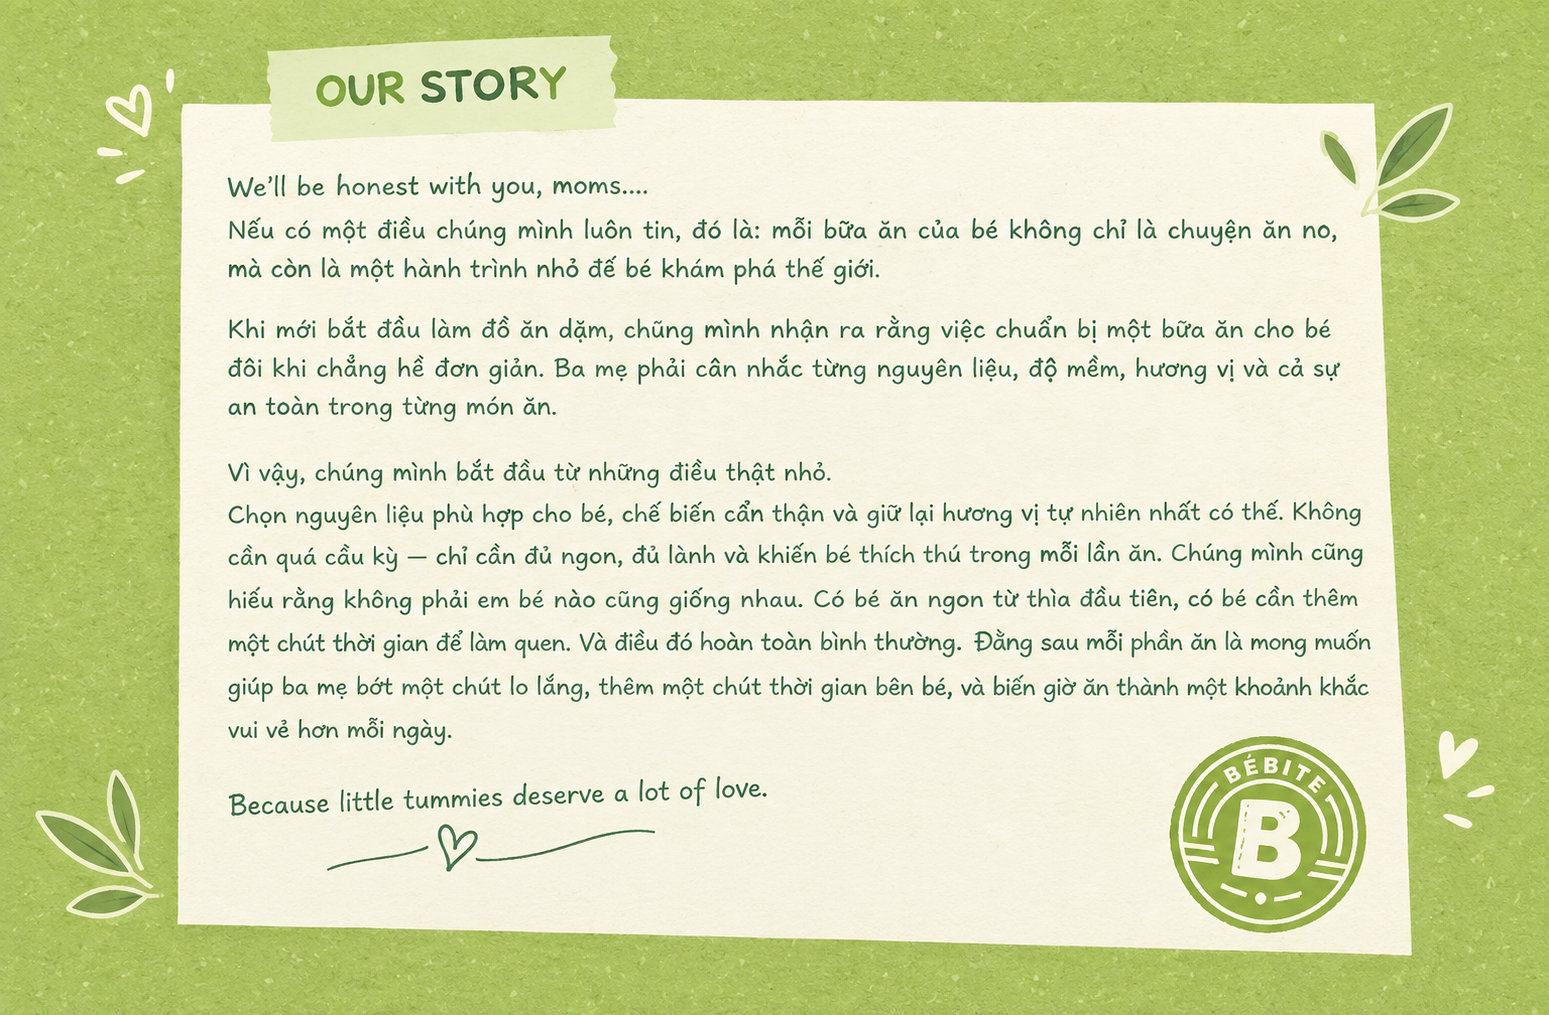 OUR STORY
We'll be honest with you, moms....
Nếu có một điều chúng mình luôn tin, đó là: mỗi bữa ăn của bé không chỉ là chuyện ăn no,
mà còn là một hành trình nhỏ để bé khám phá thế giới.
Khi mới bắt đầu làm đồ ăn dặm, chũng mình nhận ra rằng việc chuẩn bị một bữa ăn cho bé
đôi khi chẳng hề đơn giản. Ba mẹ phải cân nhắc từng nguyên liệu, độ mềm, hương vị và cả sự
an toàn trong từng món ăn.
Vì vậy, chúng mình bắt đầu từ những điều thật nhỏ.
Chọn nguyên liệu phù hợp cho bé, chế biến cẩn thận và giữ lại hương vị tự nhiên nhất có thể. Không
cần quá cầu kỳ — chỉ cần đủ ngon, đủ lành và khiến bé thích thú trong mỗi lần ăn. Chúng mình cũng
hiểu rằng không phải em bé nào cũng giống nhau. Có bé ăn ngon từ thìa đầu tiên, có bé cần thêm
một chút thời gian để làm quen. Và điều đó hoàn toàn bình thường. Đằng sau mỗi phần ăn là mong muốn
giúp ba mẹ bớt một chút lo lắng, thêm một chút thời gian bên bé, và biến giờ ăn thành một khoảnh khắc
vui vẻ hơn mỗi ngày.
Because little tummies deserve a lot of love.
BÉBITE
B